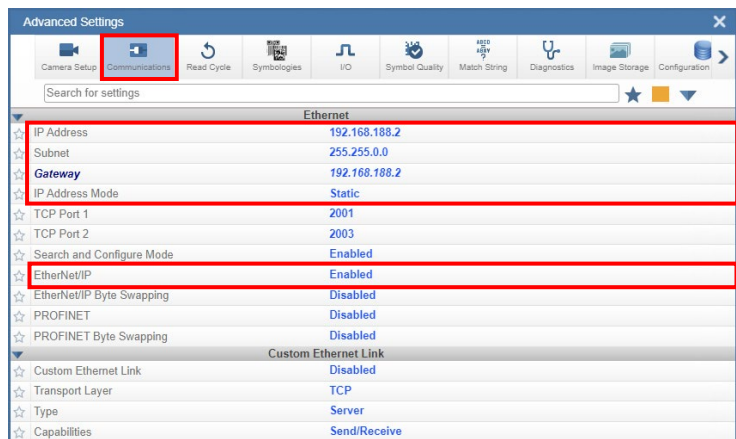 Advanced Settings
Camera Setup Communications Read Cycle Symbologies I/O Symbol Quality Match String Diagnostics Image Storage Configuration
Search for settings
Ethernet
IP Address 192.168.188.2
Subnet 255.255.0.0
Gateway 192.168.188.2
IP Address Mode Static
TCP Port 1 2001
TCP Port 2 2003
Search and Configure Mode Enabled
EtherNet/IP Enabled
EtherNet/IP Byte Swapping Disabled
PROFINET Disabled
PROFINET Byte Swapping Disabled
Custom Ethernet Link
Custom Ethernet Link Disabled
Transport Layer TCP
Type Server
Capabilities Send/Receive